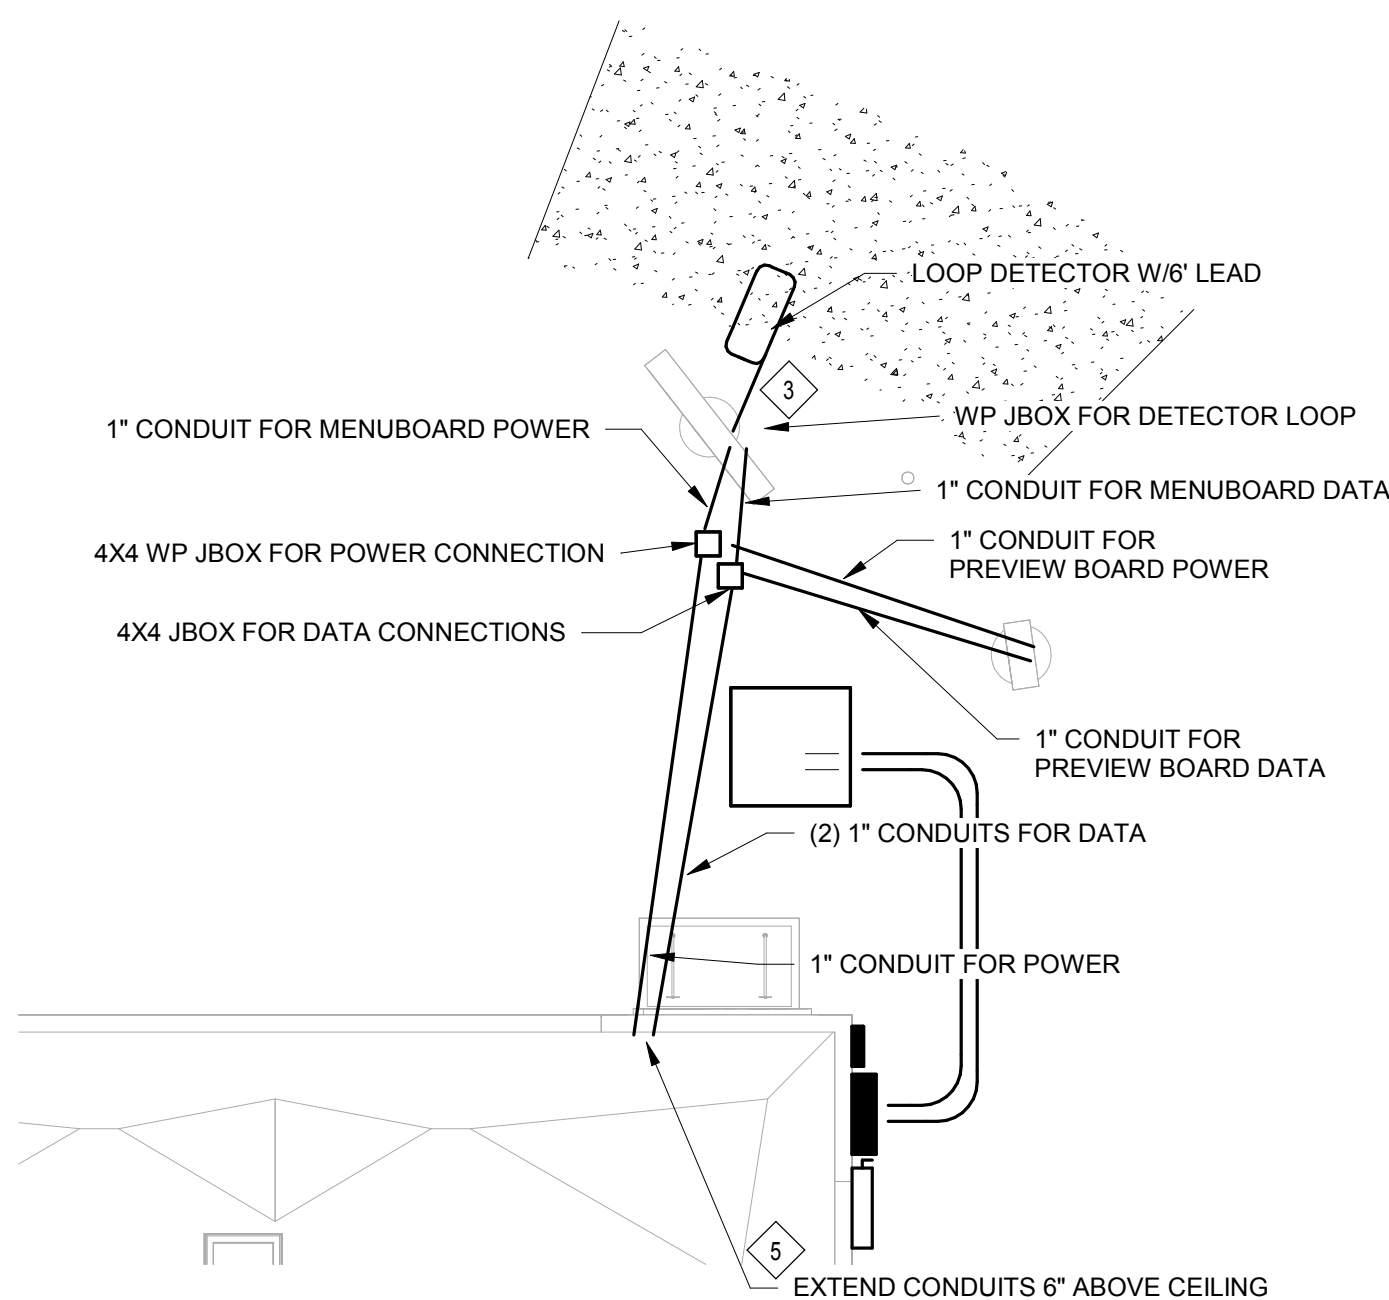 LOOP DETECTOR W/6' LEAD
3
WP JBOX FOR DETECTOR LOOP
1" CONDUIT FOR MENUBOARD POWER
1" CONDUIT FOR MENUBOARD DATA
4X4 WP JBOX FOR POWER CONNECTION
1" CONDUIT FOR
PREVIEW BOARD POWER
4X4 JBOX FOR DATA CONNECTIONS
1" CONDUIT FOR
PREVIEW BOARD DATA
(2) 1" CONDUITS FOR DATA
1" CONDUIT FOR POWER
5
EXTEND CONDUITS 6" ABOVE CEILING